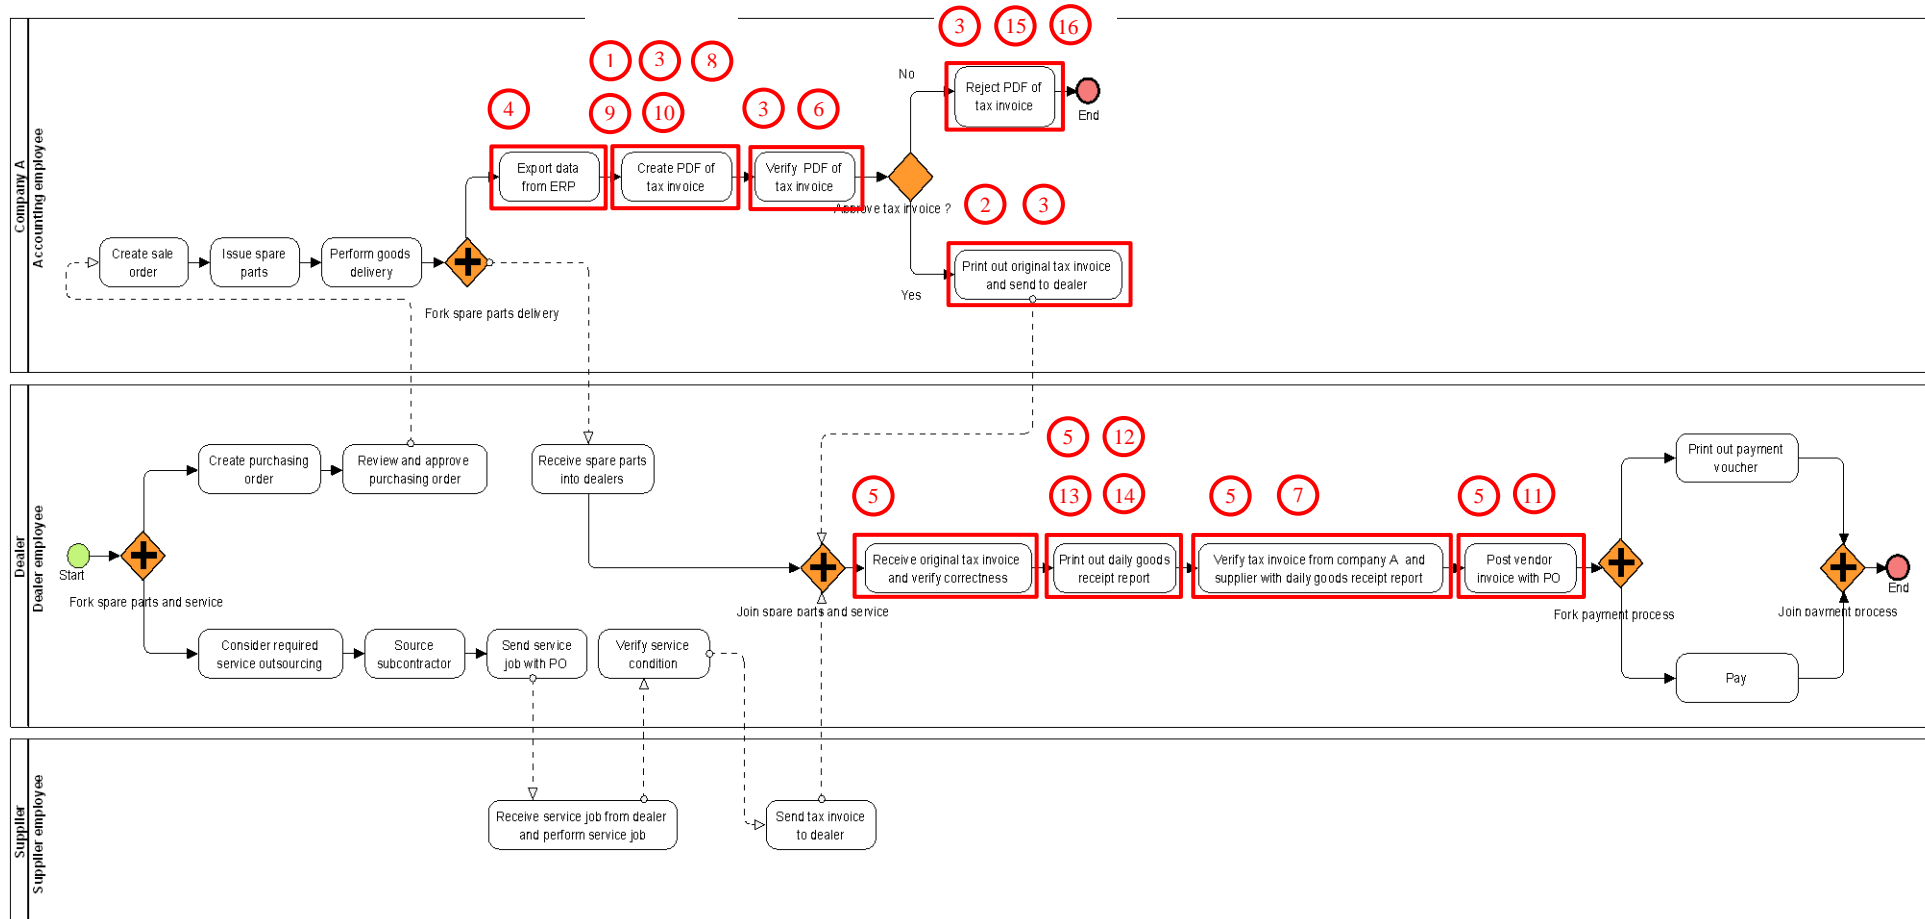 Company A
Accounting employee
3 15 16
1 3 8
No
Reject PDF of
tax invoice
End
4
9 10
3 6
Export data
from ERP
Create PDF of
tax invoice
Verify PDF of
tax invoice
Approve tax invoice ?
2 3
Create sale
order
Issue spare
parts
Perform goods
delivery
Fork spare parts delivery
Yes
Print out original tax invoice
and send to dealer
Dealer
Dealer employee
Create purchasing
order
Review and approve
purchasing order
Receive spare parts
into dealers
5 12
5
13 14
5 7
5 11
Print out payment
voucher
Start
Fork spare parts and service
Receive original tax invoice
and verify correctness
Print out daily goods
receipt report
Verify tax invoice from company A and
supplier with daily goods receipt report
Post vendor
invoice with PO
Join spare parts and service
Fork payment process
Join payment process
End
Consider required
service outsourcing
Source
subcontractor
Send service
job with PO
Verify service
condition
Pay
Supplier
Supplier employee
Receive service job from dealer
and perform service job
Send tax invoice
to dealer